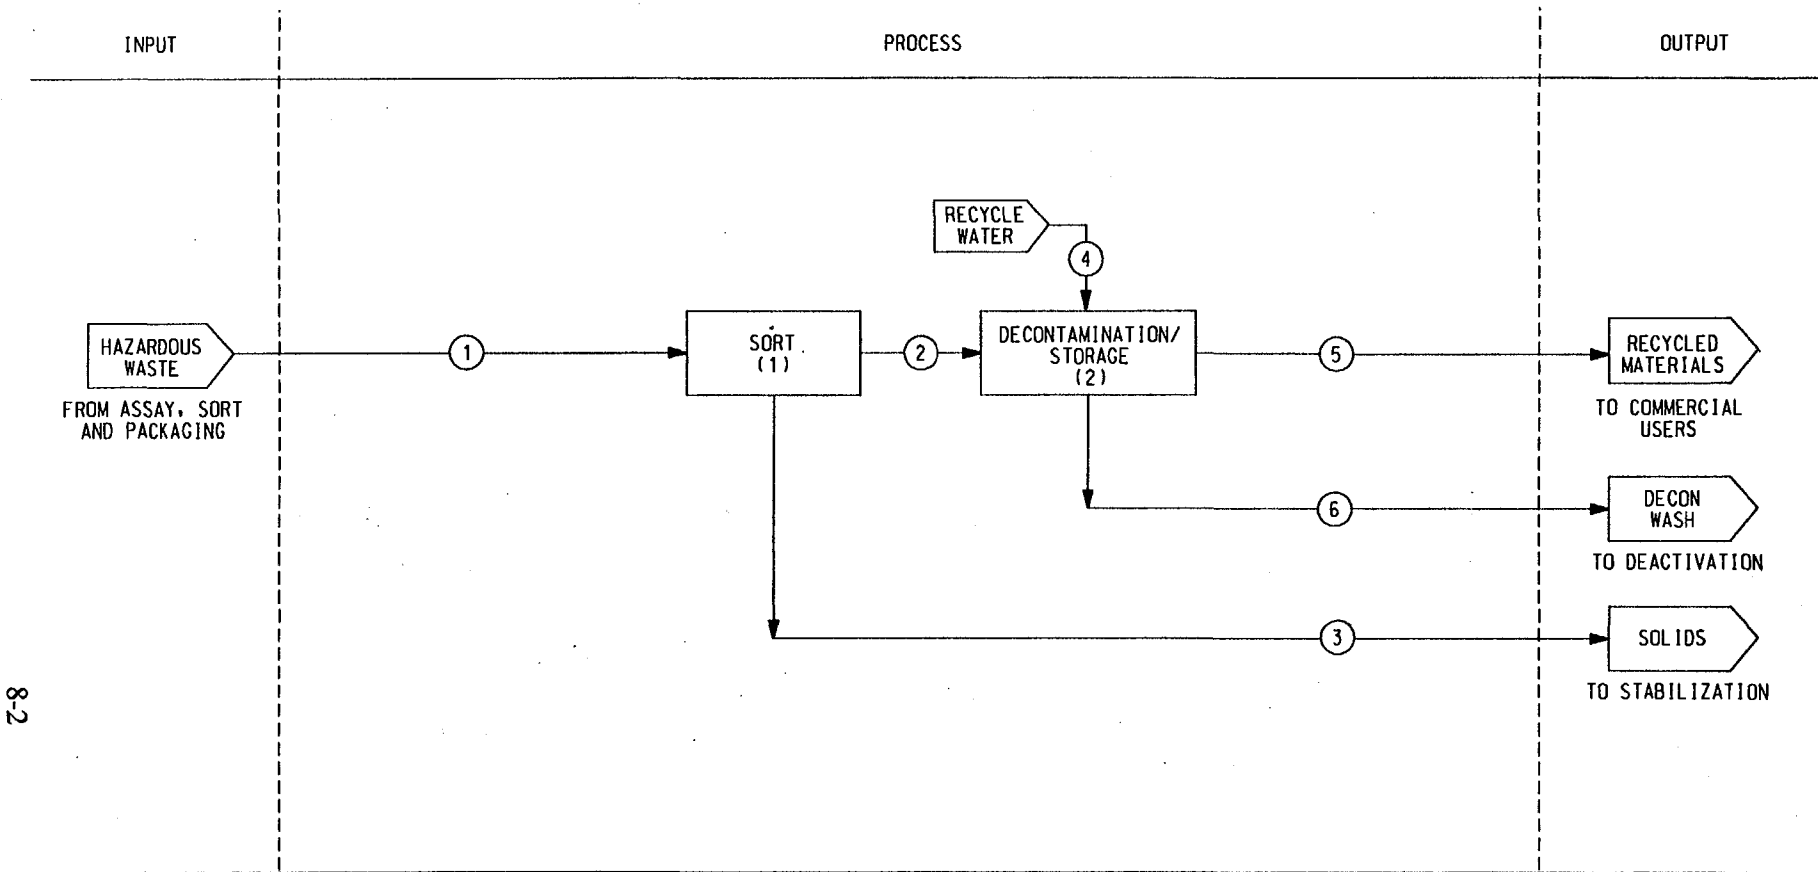 INPUT
PROCESS
OUTPUT
RECYCLE
WATER
4
HAZARDOUS
WASTE
FROM ASSAY, SORT
AND PACKAGING
1
SORT
(1)
2
DECONTAMINATION/
STORAGE
(2)
5
RECYCLED
MATERIALS
TO COMMERCIAL
USERS
6
DECON
WASH
TO DEACTIVATION
3
SOLIDS
TO STABILIZATION
8-2